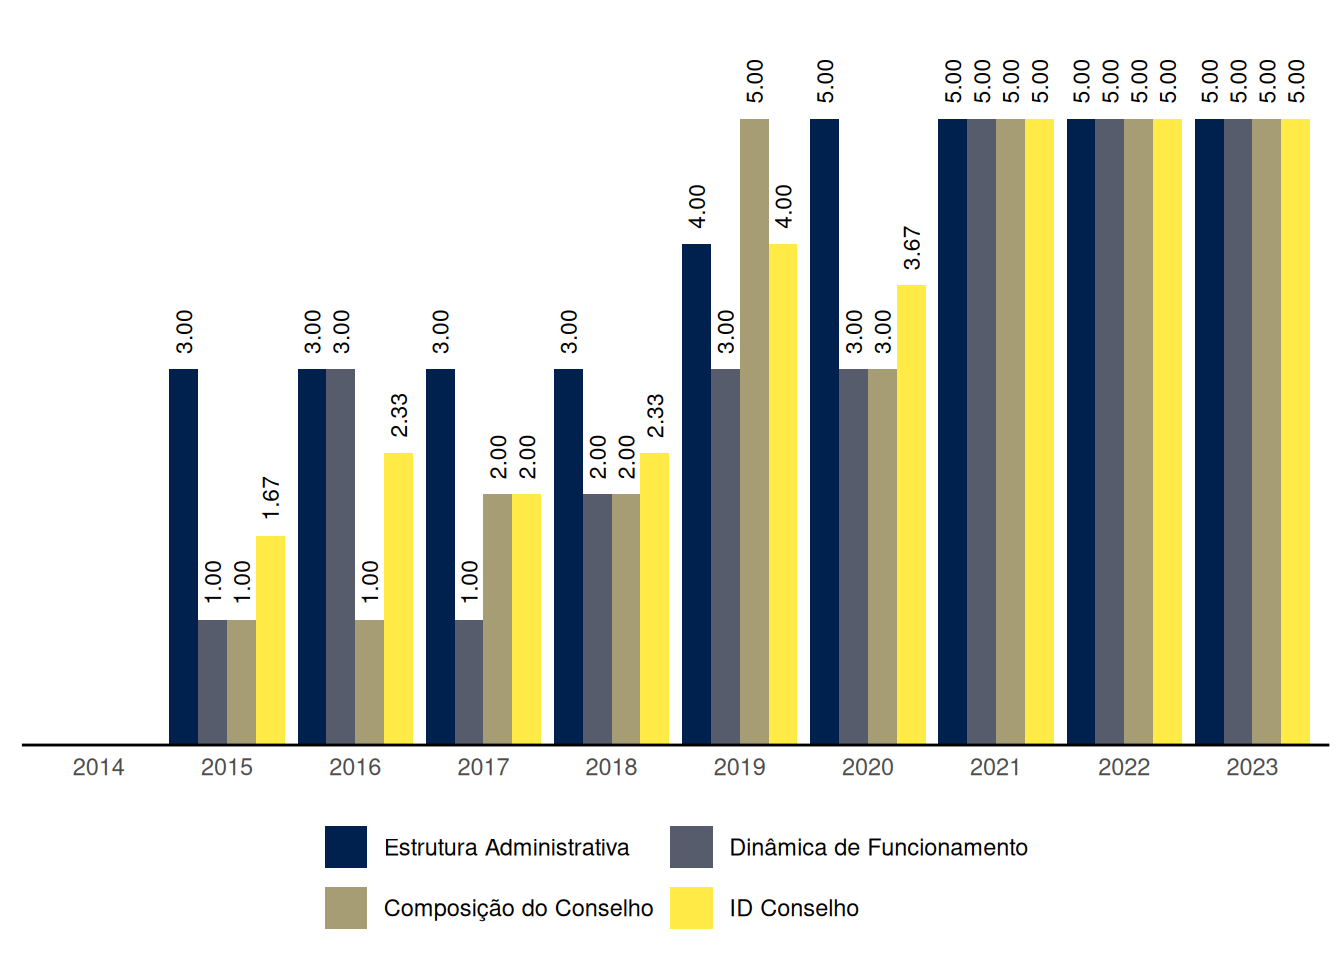 3.00 1.00 1.00 1.67 3.00 3.00 1.00 2.33 3.00 1.00 2.00 2.00 3.00 2.00 2.00 2.33 4.00 3.00 5.00 4.00 5.00 3.00 3.00 3.67 5.00 5.00 5.00 5.00 5.00 5.00 5.00 5.00 5.00 5.00 5.00 5.00
2014 2015 2016 2017 2018 2019 2020 2021 2022 2023
Estrutura Administrativa Dinâmica de Funcionamento
Composição do Conselho ID Conselho